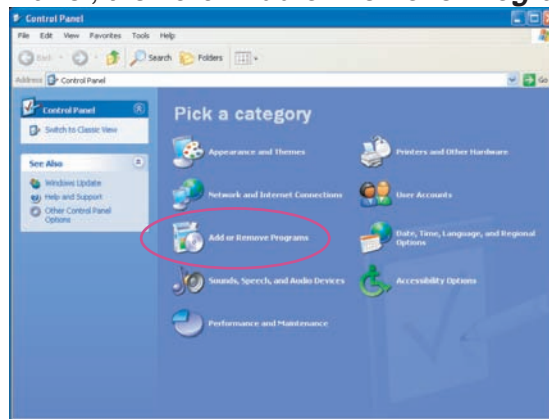 Control Panel
File Edit View Favorites Tools Help
Back Search Folders
Address Control Panel Go
Control Panel
Switch to Classic View
See Also
Windows Update
Help and Support
Other Control Panel
Options
Pick a category
Appearance and Themes
Printers and Other Hardware
Network and Internet Connections
User Accounts
Add or Remove Programs
Date, Time, Language, and Regional
Options
Sounds, Speech, and Audio Devices
Accessibility Options
Performance and Maintenance